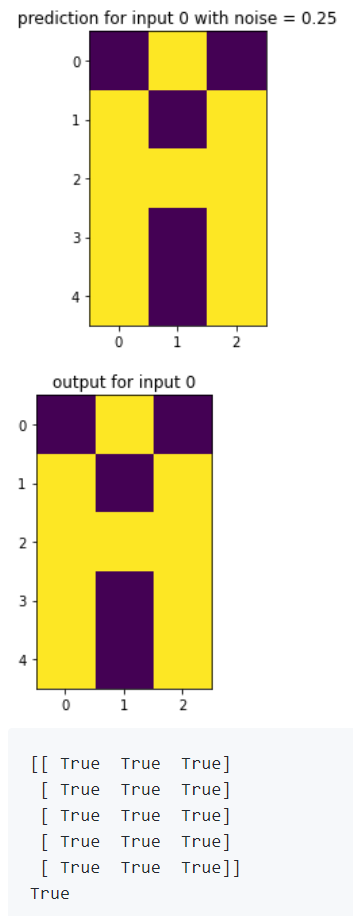 prediction for input 0 with noise = 0.25
0
1
2
3
4
0 1 2
output for input 0
0
1
2
3
4
0 1 2
[[ True  True  True]
 [ True  True  True]
 [ True  True  True]
 [ True  True  True]
 [ True  True  True]]
True